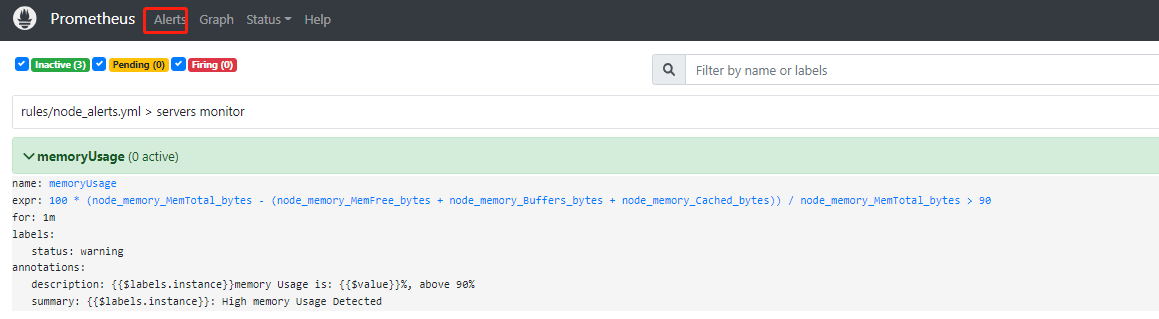 Prometheus Alerts Graph Status Help
Inactive (3) Pending (0) Firing (0)
Filter by name or labels
rules/node_alerts.yml > servers monitor
memoryUsage (0 active)
name: memoryUsage
expr: 100 * (node_memory_MemTotal_bytes - (node_memory_MemFree_bytes + node_memory_Buffers_bytes + node_memory_Cached_bytes)) / node_memory_MemTotal_bytes > 90
for: 1m
labels:
status: warning
annotations:
description: {{$labels.instance}}memory Usage is: {{$value}}%, above 90%
summary: {{$labels.instance}}: High memory Usage Detected